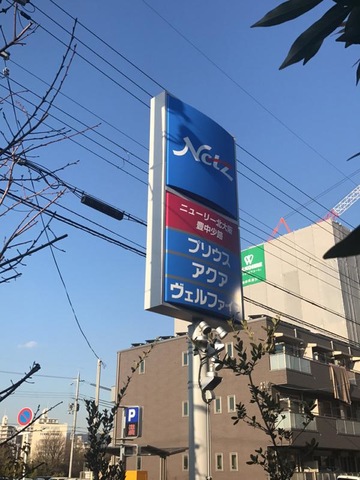 Netz
ニューリー北大阪
豊中少路
プリウス
アクア
ヴェルファイア
P
W